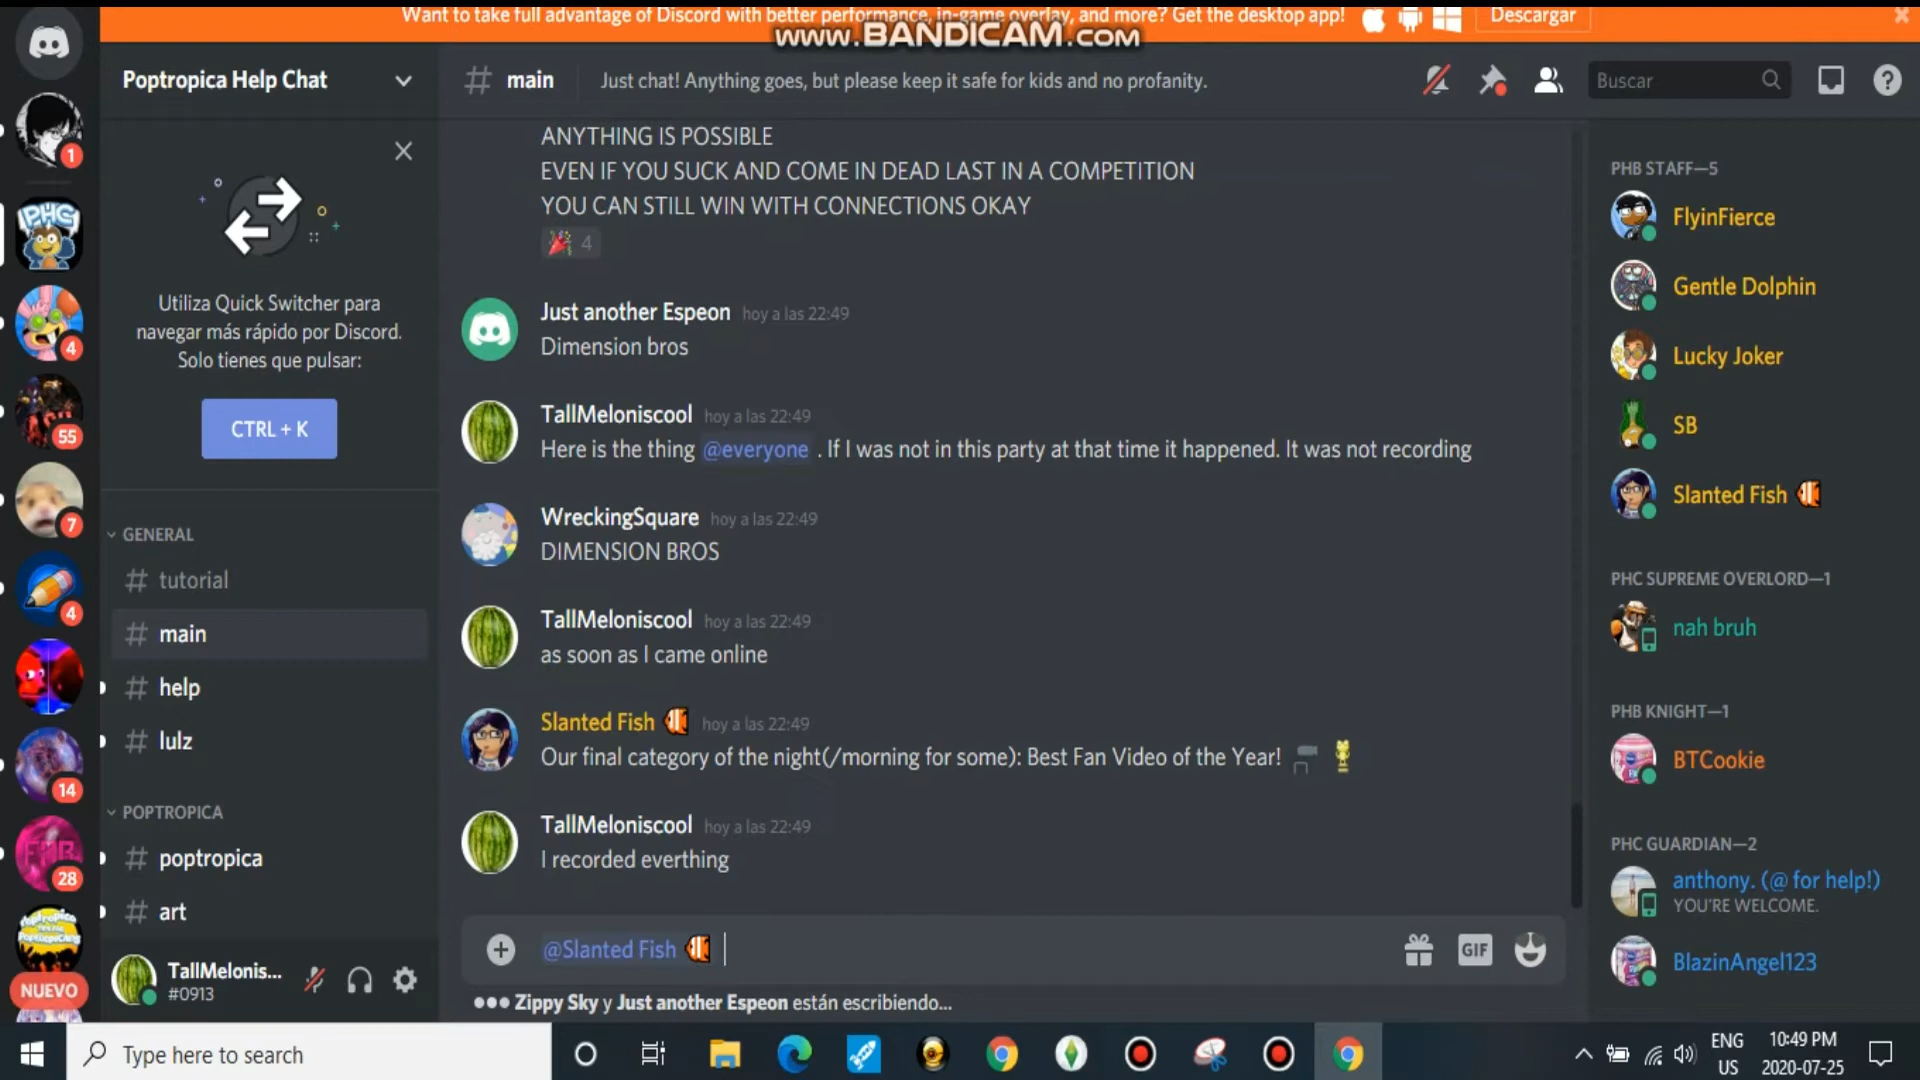 Want to take full advantage of Discord with better performance, in-game overlay, and more? Get the desktop app!
Descargar
www.BANDICAM.com
Poptropica Help Chat
main
Just chat! Anything goes, but please keep it safe for kids and no profanity.
Buscar
1
PHC
4
55
7
4
14
28
NUEVO
Utiliza Quick Switcher para
navegar más rápido por Discord.
Solo tienes que pulsar:
CTRL + K
GENERAL
# tutorial
# main
# help
# lulz
POPTROPICA
# poptropica
# art
TallMelonis...
#0913
ANYTHING IS POSSIBLE
EVEN IF YOU SUCK AND COME IN DEAD LAST IN A COMPETITION
YOU CAN STILL WIN WITH CONNECTIONS OKAY
4
Just another Espeon hoy a las 22:49
Dimension bros
TallMeloniscool hoy a las 22:49
Here is the thing @everyone . If I was not in this party at that time it happened. It was not recording
WreckingSquare hoy a las 22:49
DIMENSION BROS
TallMeloniscool hoy a las 22:49
as soon as I came online
Slanted Fish hoy a las 22:49
Our final category of the night(/morning for some): Best Fan Video of the Year!
TallMeloniscool hoy a las 22:49
I recorded everthing
@Slanted Fish
GIF
Zippy Sky y Just another Espeon están escribiendo...
PHB STAFF—5
FlyinFierce
Gentle Dolphin
Lucky Joker
SB
Slanted Fish
PHC SUPREME OVERLORD—1
nah bruh
PHB KNIGHT—1
BTCookie
PHC GUARDIAN—2
anthony. (@ for help!)
YOU'RE WELCOME.
BlazinAngel123
Type here to search
ENG
US
10:49 PM
2020-07-25